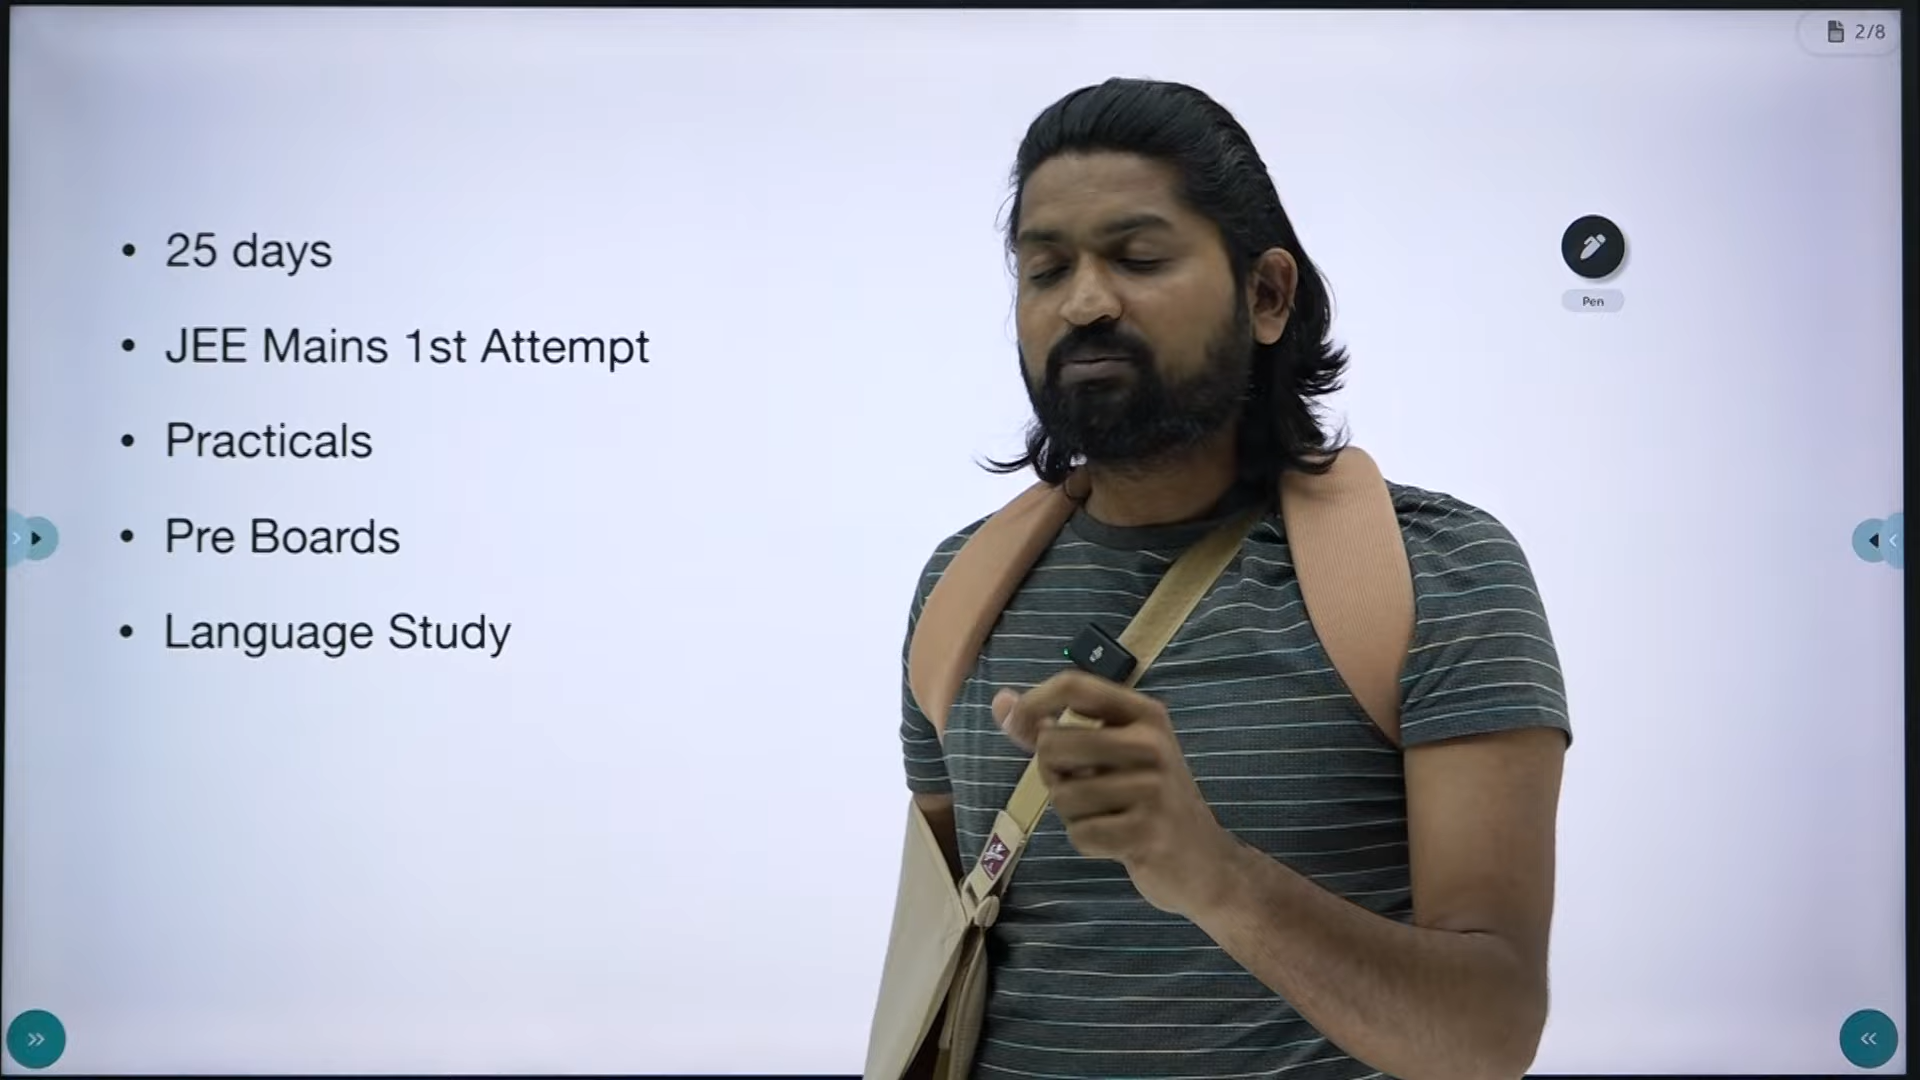 2/8
• 25 days
• JEE Mains 1st Attempt
• Practicals
• Pre Boards
• Language Study
Pen